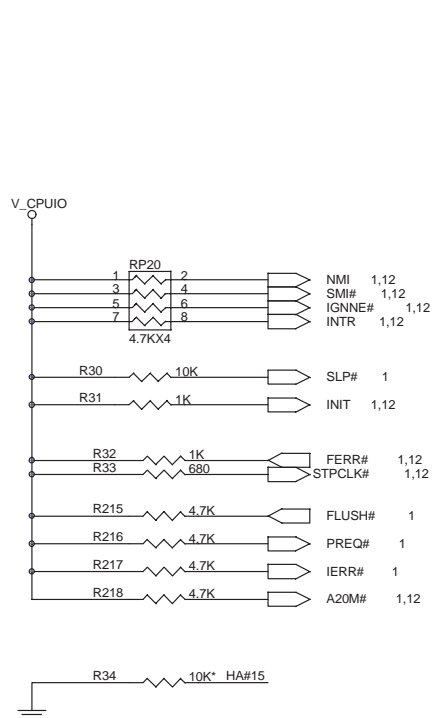 V_CPUIO
RP20
1 2 NMI 1,12
3 4 SMI# 1,12
5 6 IGNNE# 1,12
7 8 INTR 1,12
4.7KX4
R30 10K SLP# 1
R31 1K INIT 1,12
R32 1K FERR# 1,12
R33 680 STPCLK# 1,12
R215 4.7K FLUSH# 1
R216 4.7K PREQ# 1
R217 4.7K IERR# 1
R218 4.7K A20M# 1,12
R34 10K* HA#15